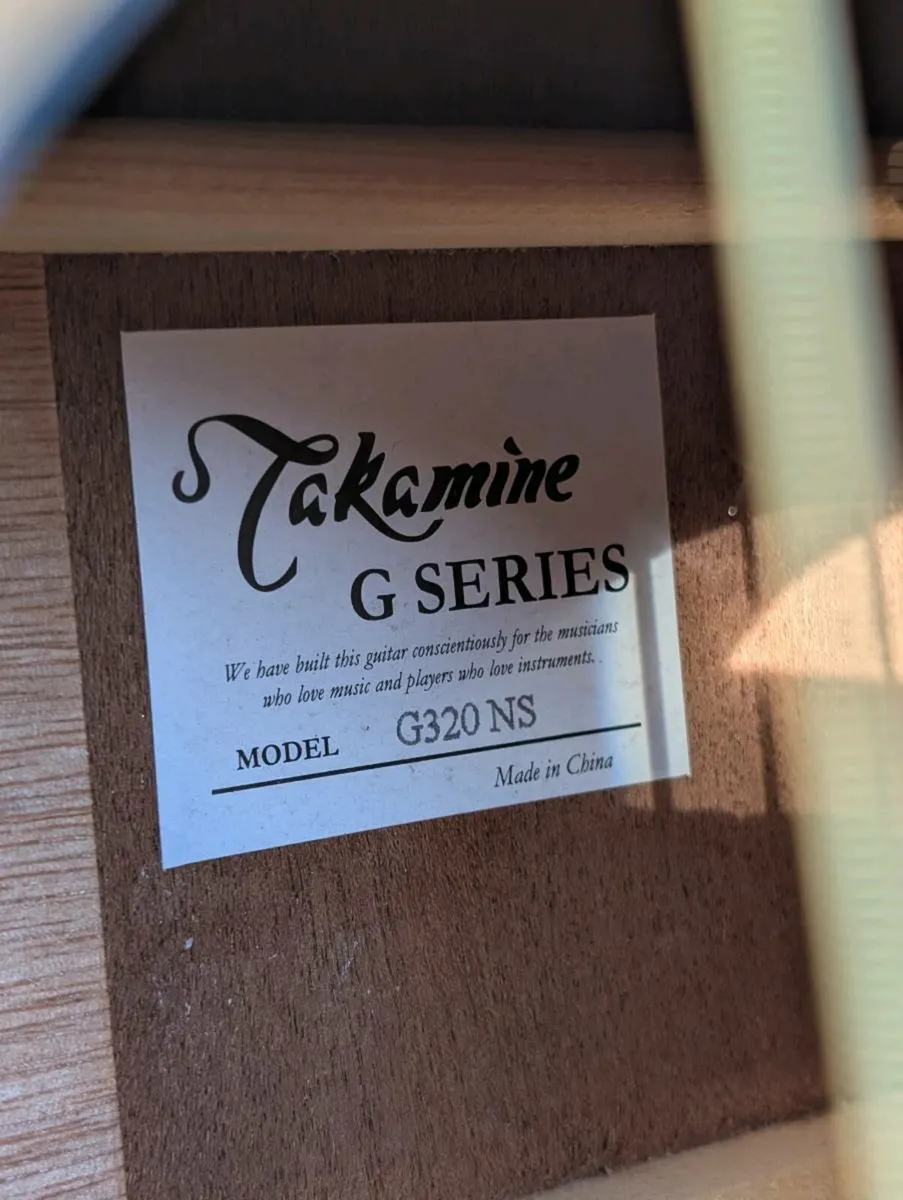 Takamine
G SERIES
We have built this guitar conscientiously for the musicians
who love music and players who love instruments.
MODEL G320 NS
Made in China